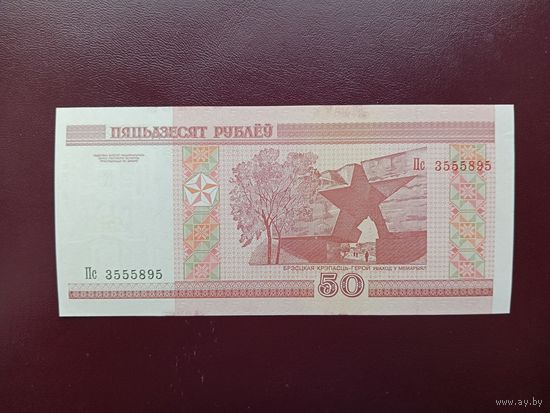 ПЯЦЬДЗЕСЯТ РУБЛЁЎ
Пс 3555895
Пс 3555895
БРЭСЦКАЯ КРЭПАСЦЬ-ГЕРОЙ. УВАХОД У МЕМАРЫЯЛ
50
www.ay.by